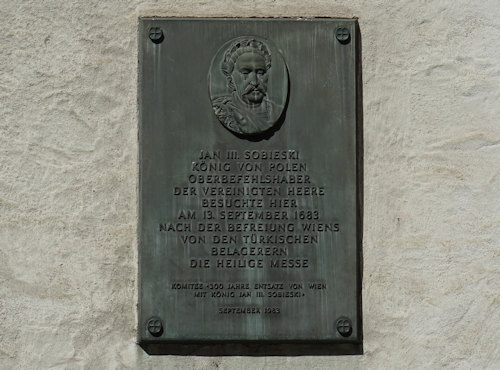 JAN III. SOBIESKI
KÖNIG VON POLEN
OBERBEFEHLSHABER
DER VEREINIGTEN HEERE
BESUCHTE HIER
AM 13. SEPTEMBER 1683
NACH DER BEFREIUNG WIENS
VON DEN TÜRKISCHEN
BELAGERERN
DIE HEILIGE MESSE
KOMITEE »300 JAHRE ENTSATZ VON WIEN
MIT KÖNIG JAN III. SOBIESKI«
SEPTEMBER 1983